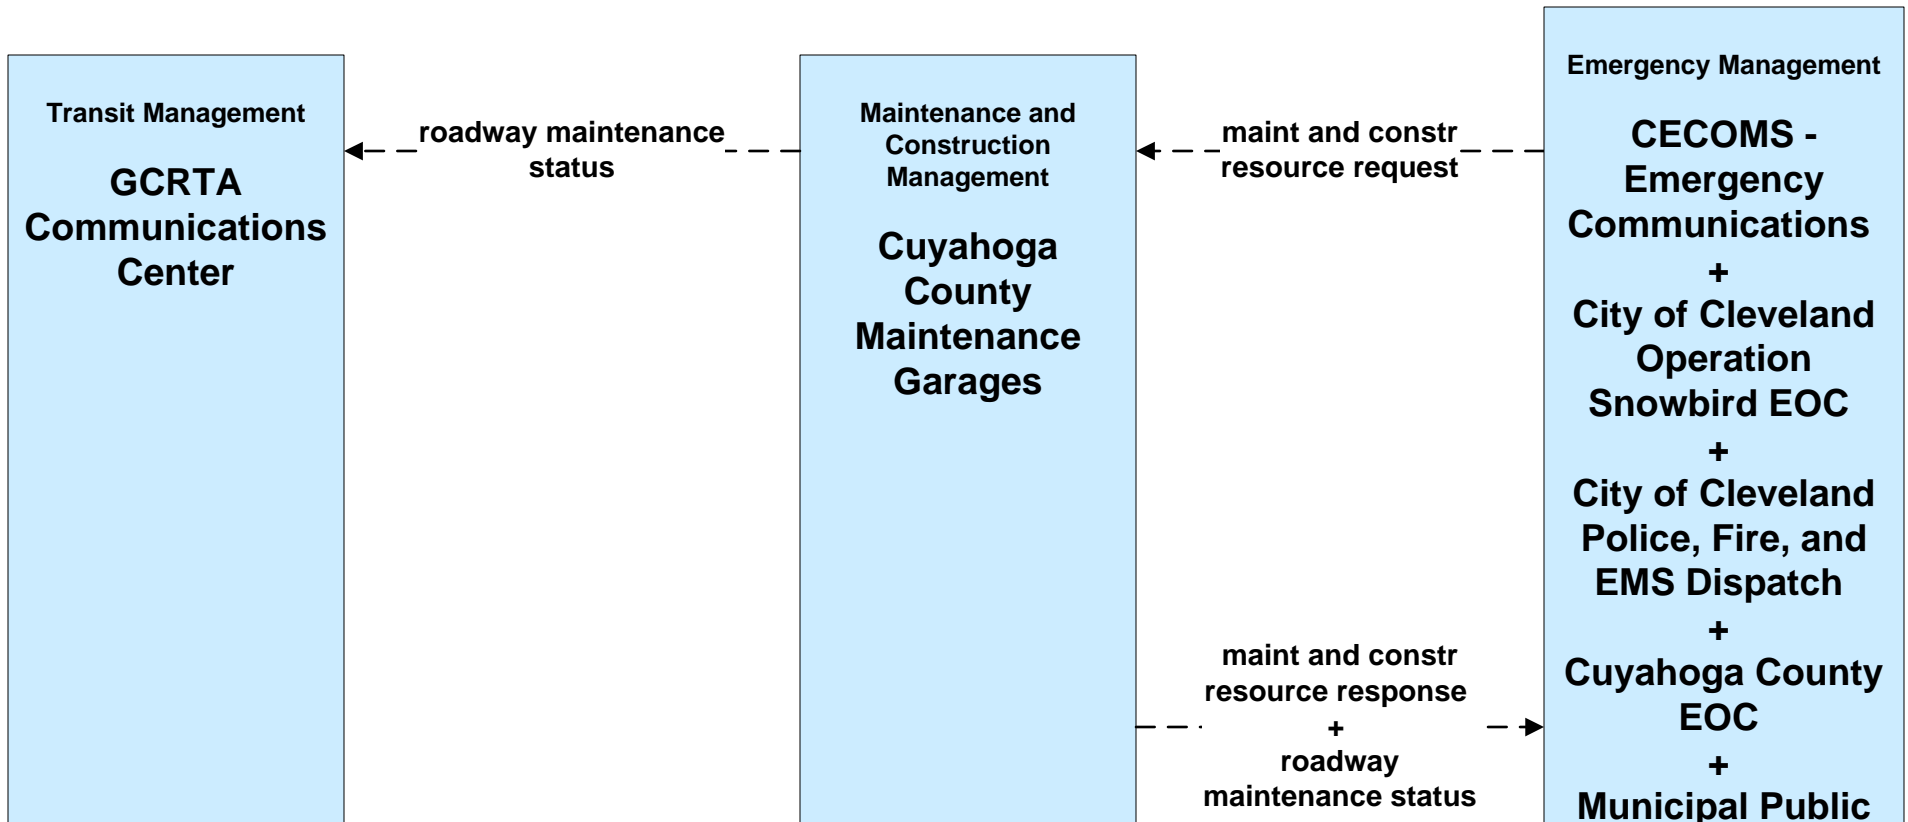 Transit Management
GCRTA
Communications
Center
roadway maintenance
status
Maintenance and
Construction
Management
Cuyahoga
County
Maintenance
Garages
maint and constr
resource request
maint and constr
resource response
+
roadway
maintenance status
Emergency Management
CECOMS -
Emergency
Communications
+
City of Cleveland
Operation
Snowbird EOC
+
City of Cleveland
Police, Fire, and
EMS Dispatch
+
Cuyahoga County
EOC
+
Municipal Public